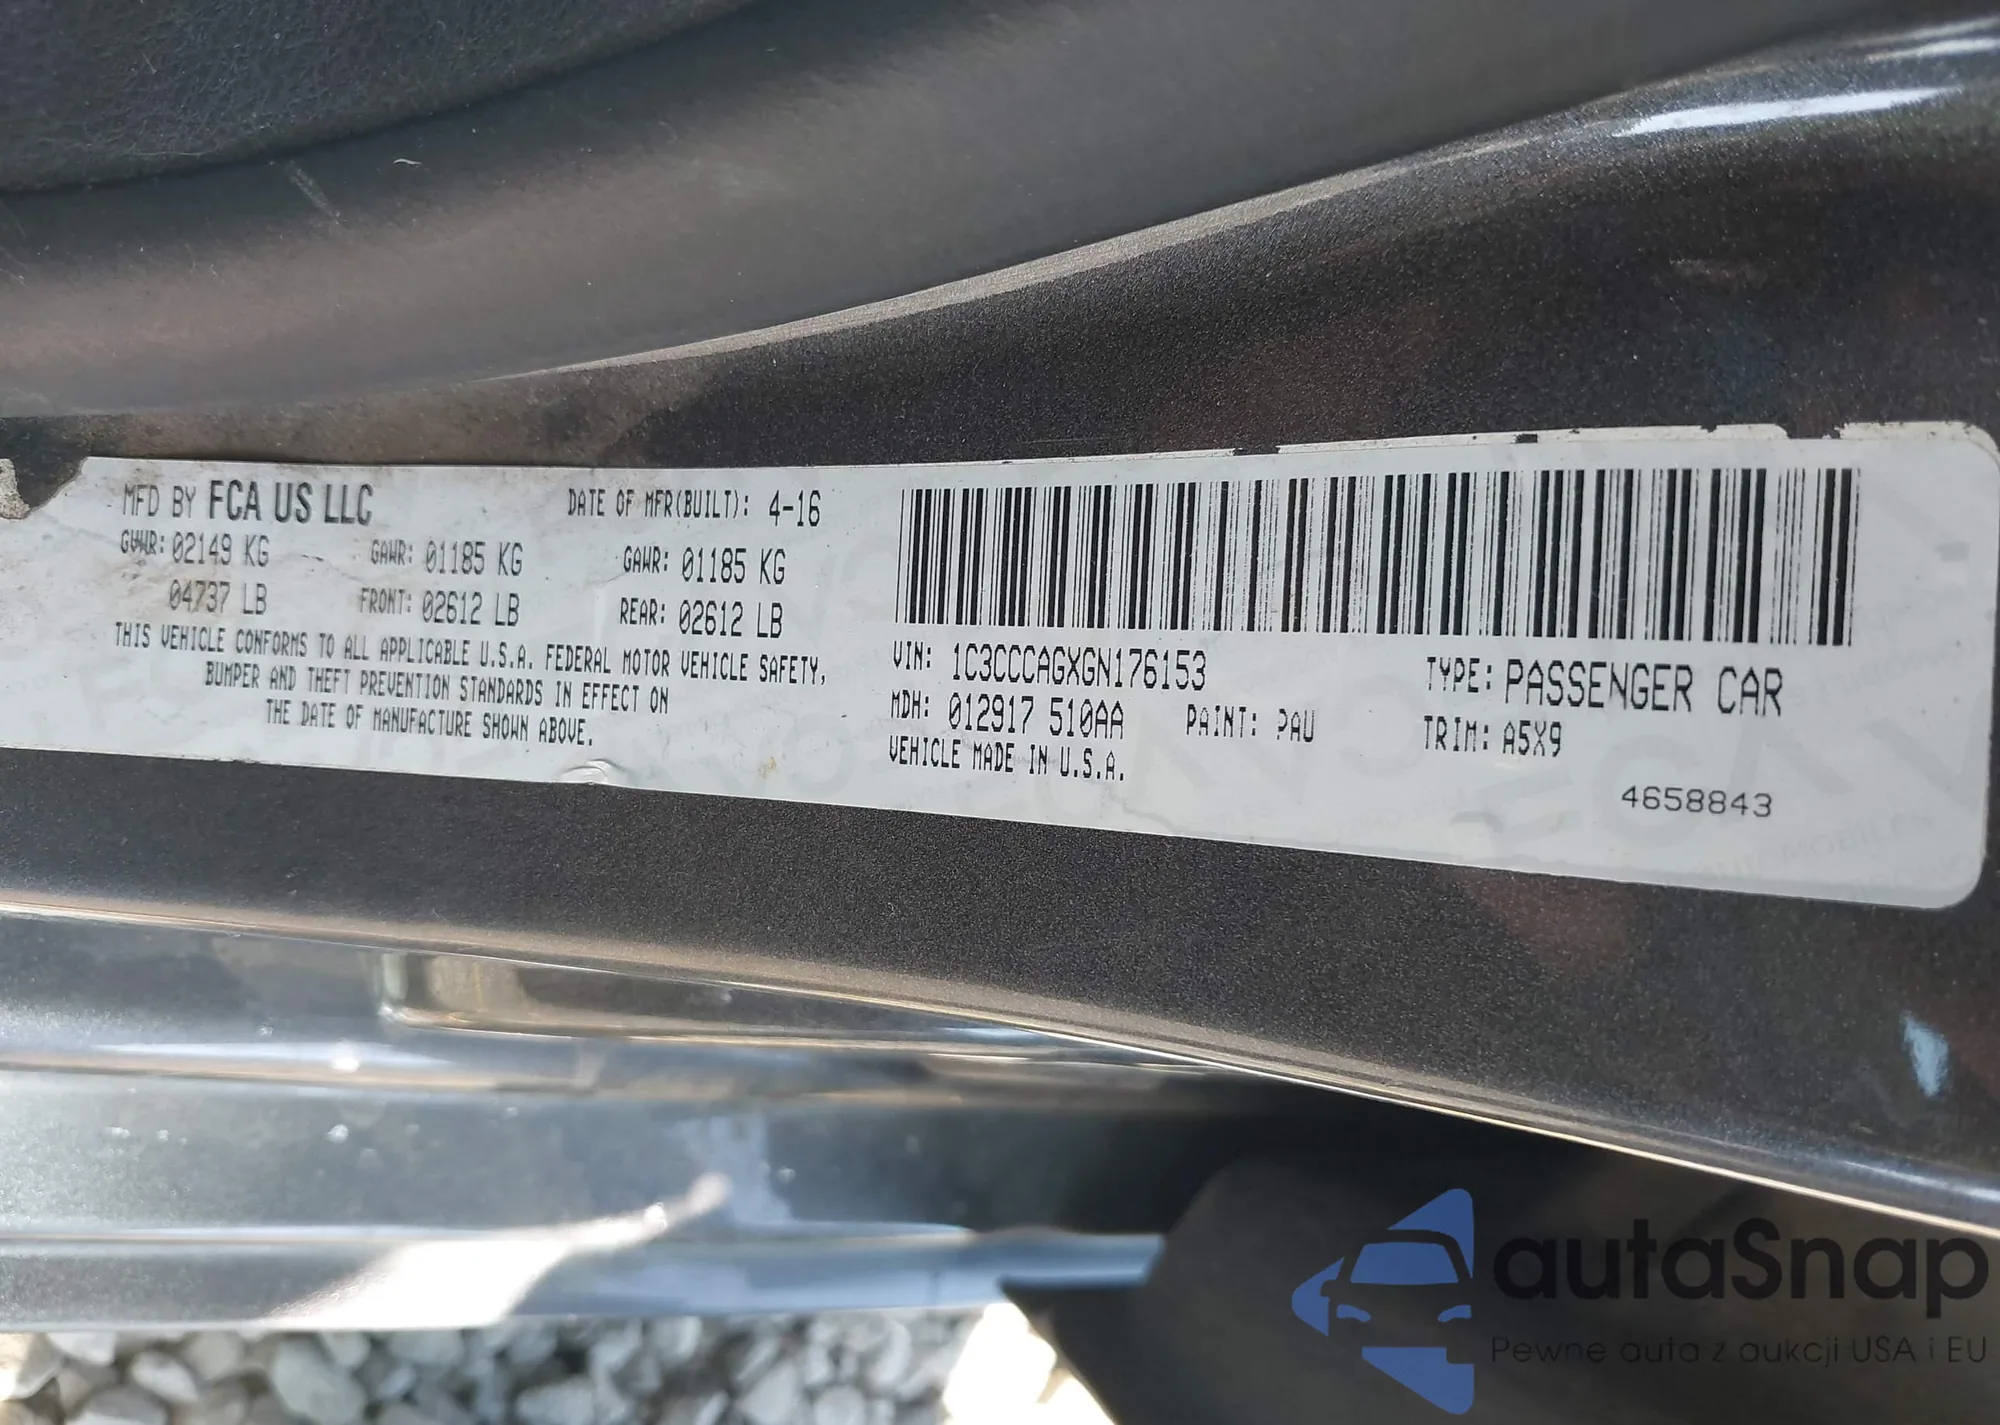 MFD BY FCA US LLC DATE OF MFR(BUILT): 4-16
GVWR: 02149 KG GAWR: 01185 KG GAWR: 01185 KG
04737 LB FRONT: 02612 LB REAR: 02612 LB
THIS VEHICLE CONFORMS TO ALL APPLICABLE U.S.A. FEDERAL MOTOR VEHICLE SAFETY,
BUMPER AND THEFT PREVENTION STANDARDS IN EFFECT ON
THE DATE OF MANUFACTURE SHOWN ABOVE.
VIN: 1C3CCCAGXGN176153 TYPE: PASSENGER CAR
MDH: 012917 510AA PAINT: PAU TRIM: A5X9
VEHICLE MADE IN U.S.A.
4658843
autaSnap
Pewne auta z aukcji USA i EU